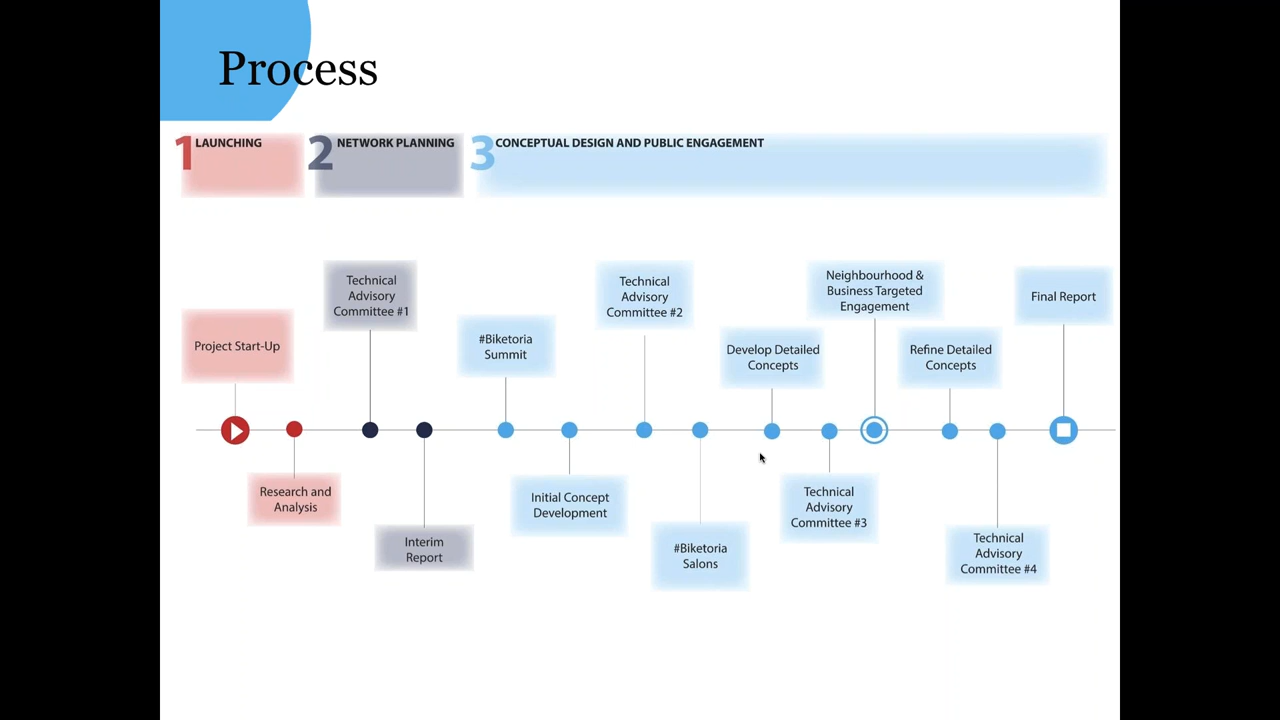 Process
1 LAUNCHING
2 NETWORK PLANNING
3 CONCEPTUAL DESIGN AND PUBLIC ENGAGEMENT
Project Start-Up
Research and
Analysis
Technical
Advisory
Committee #1
Interim
Report
#Biketoria
Summit
Initial Concept
Development
Technical
Advisory
Committee #2
#Biketoria
Salons
Develop Detailed
Concepts
Technical
Advisory
Committee #3
Neighbourhood &
Business Targeted
Engagement
Refine Detailed
Concepts
Technical
Advisory
Committee #4
Final Report